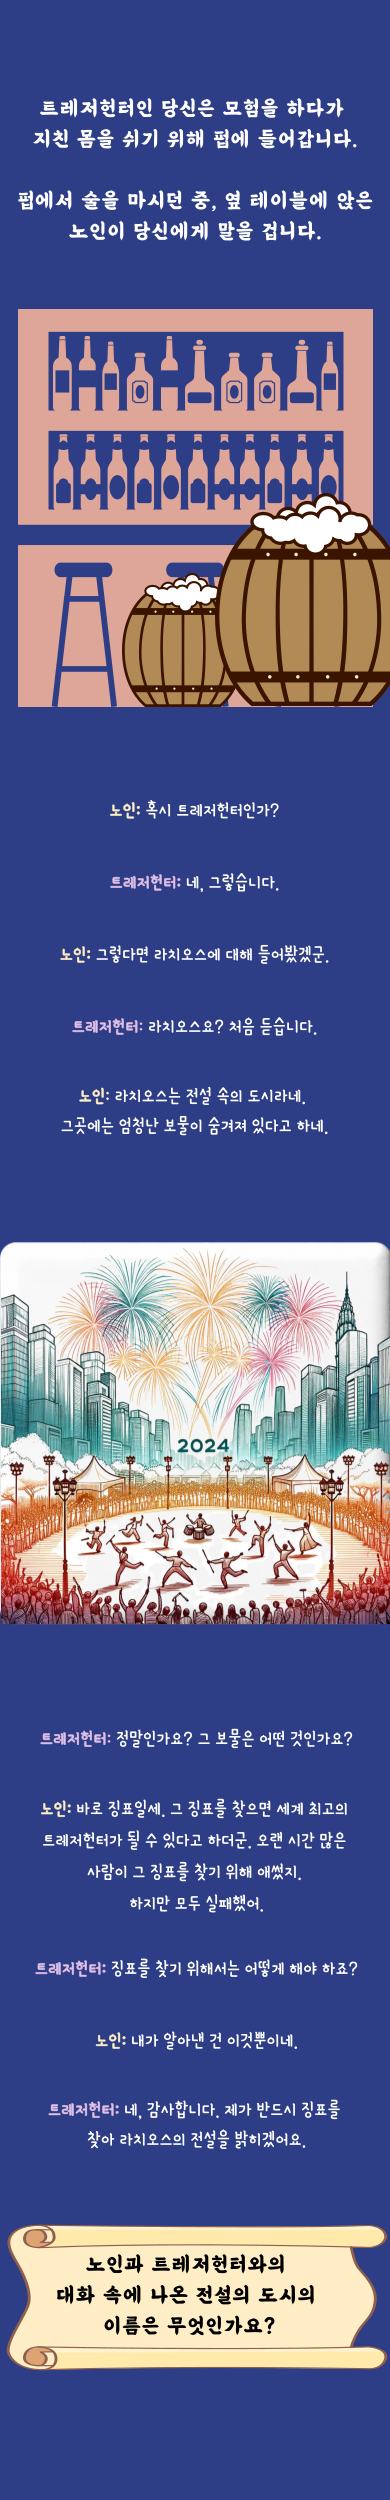 트레저헌터인 당신은 모험을 하다가
지친 몸을 쉬기 위해 펍에 들어갑니다.
펍에서 술을 마시던 중, 옆 테이블에 앉은
노인이 당신에게 말을 겁니다.
노인: 혹시 트레저헌터인가?
트레저헌터: 네, 그렇습니다.
노인: 그렇다면 라치오스에 대해 들어봤겠군.
트레저헌터: 라치오스요? 처음 듣습니다.
노인: 라치오스는 전설 속의 도시라네.
그곳에는 엄청난 보물이 숨겨져 있다고 하네.
2024
트레저헌터: 정말인가요? 그 보물은 어떤 것인가요?
노인: 바로 징표일세. 그 징표를 찾으면 세계 최고의
트레저헌터가 될 수 있다고 하더군. 오랜 시간 많은
사람이 그 징표를 찾기 위해 애썼지.
하지만 모두 실패했어.
트레저헌터: 징표를 찾기 위해서는 어떻게 해야 하죠?
노인: 내가 알아낸 건 이것뿐이네.
트레저헌터: 네, 감사합니다. 제가 반드시 징표를
찾아 라치오스의 전설을 밝히겠어요.
노인과 트레저헌터와의
대화 속에 나온 전설의 도시의
이름은 무엇인가요?